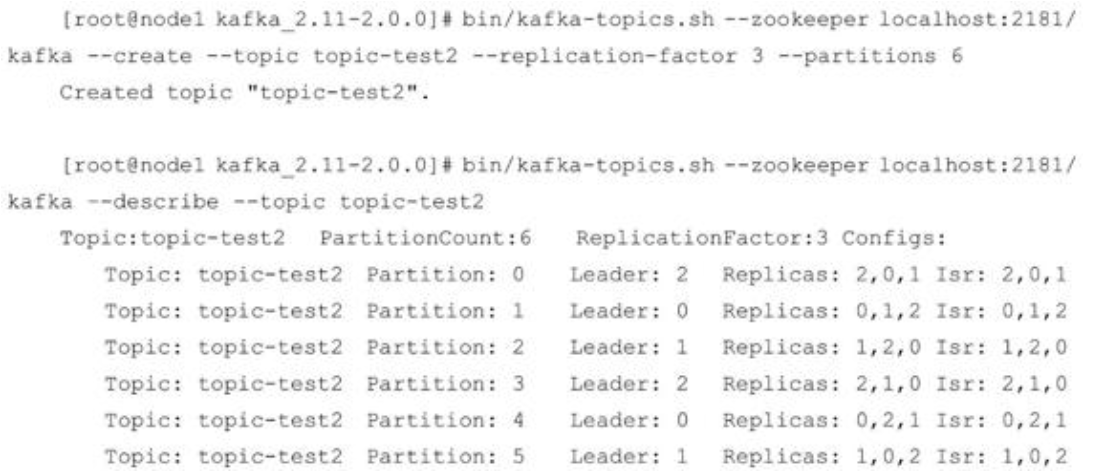 [root@node1 kafka_2.11-2.0.0]# bin/kafka-topics.sh --zookeeper localhost:2181/
kafka --create --topic topic-test2 --replication-factor 3 --partitions 6
Created topic "topic-test2".
[root@node1 kafka_2.11-2.0.0]# bin/kafka-topics.sh --zookeeper localhost:2181/
kafka --describe --topic topic-test2
Topic:topic-test2 PartitionCount:6 ReplicationFactor:3 Configs:
Topic: topic-test2 Partition: 0 Leader: 2 Replicas: 2,0,1 Isr: 2,0,1
Topic: topic-test2 Partition: 1 Leader: 0 Replicas: 0,1,2 Isr: 0,1,2
Topic: topic-test2 Partition: 2 Leader: 1 Replicas: 1,2,0 Isr: 1,2,0
Topic: topic-test2 Partition: 3 Leader: 2 Replicas: 2,1,0 Isr: 2,1,0
Topic: topic-test2 Partition: 4 Leader: 0 Replicas: 0,2,1 Isr: 0,2,1
Topic: topic-test2 Partition: 5 Leader: 1 Replicas: 1,0,2 Isr: 1,0,2